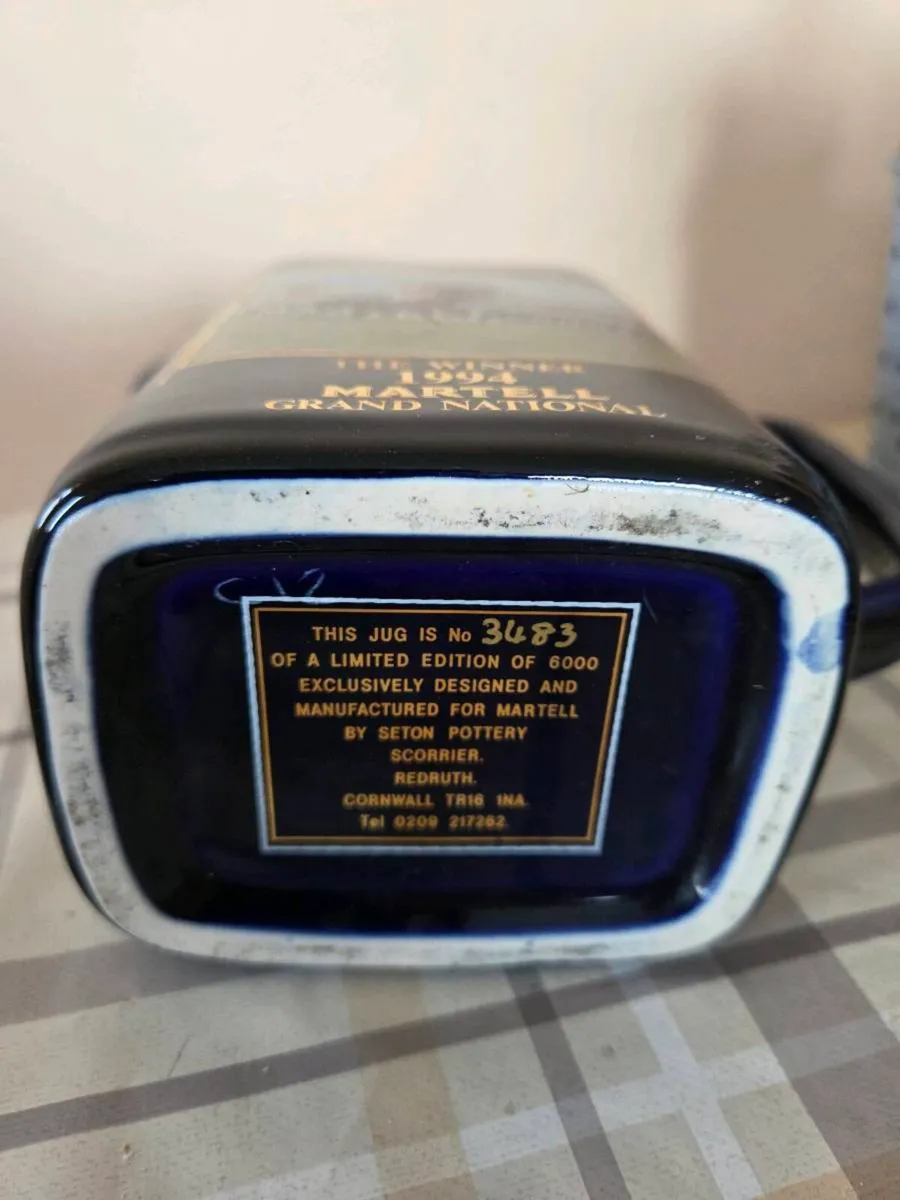 THE WINNER
1994
MARTELL
GRAND NATIONAL
THIS JUG IS No 3483
OF A LIMITED EDITION OF 6000
EXCLUSIVELY DESIGNED AND
MANUFACTURED FOR MARTELL
BY SETON POTTERY
SCORRIER.
REDRUTH.
CORNWALL TR16 1NA.
Tel 0209 217262.